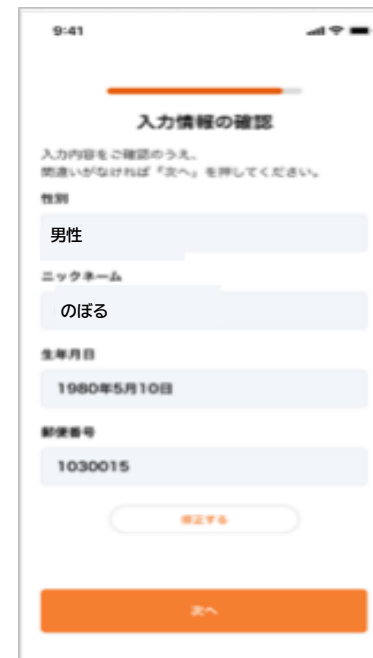 9:41
入力情報の確認
入力内容をご確認のうえ、
間違いがなければ「次へ」を押してください。
性別
男性
ニックネーム
のぼる
生年月日
1980年5月10日
郵便番号
1030015
修正する
次へ